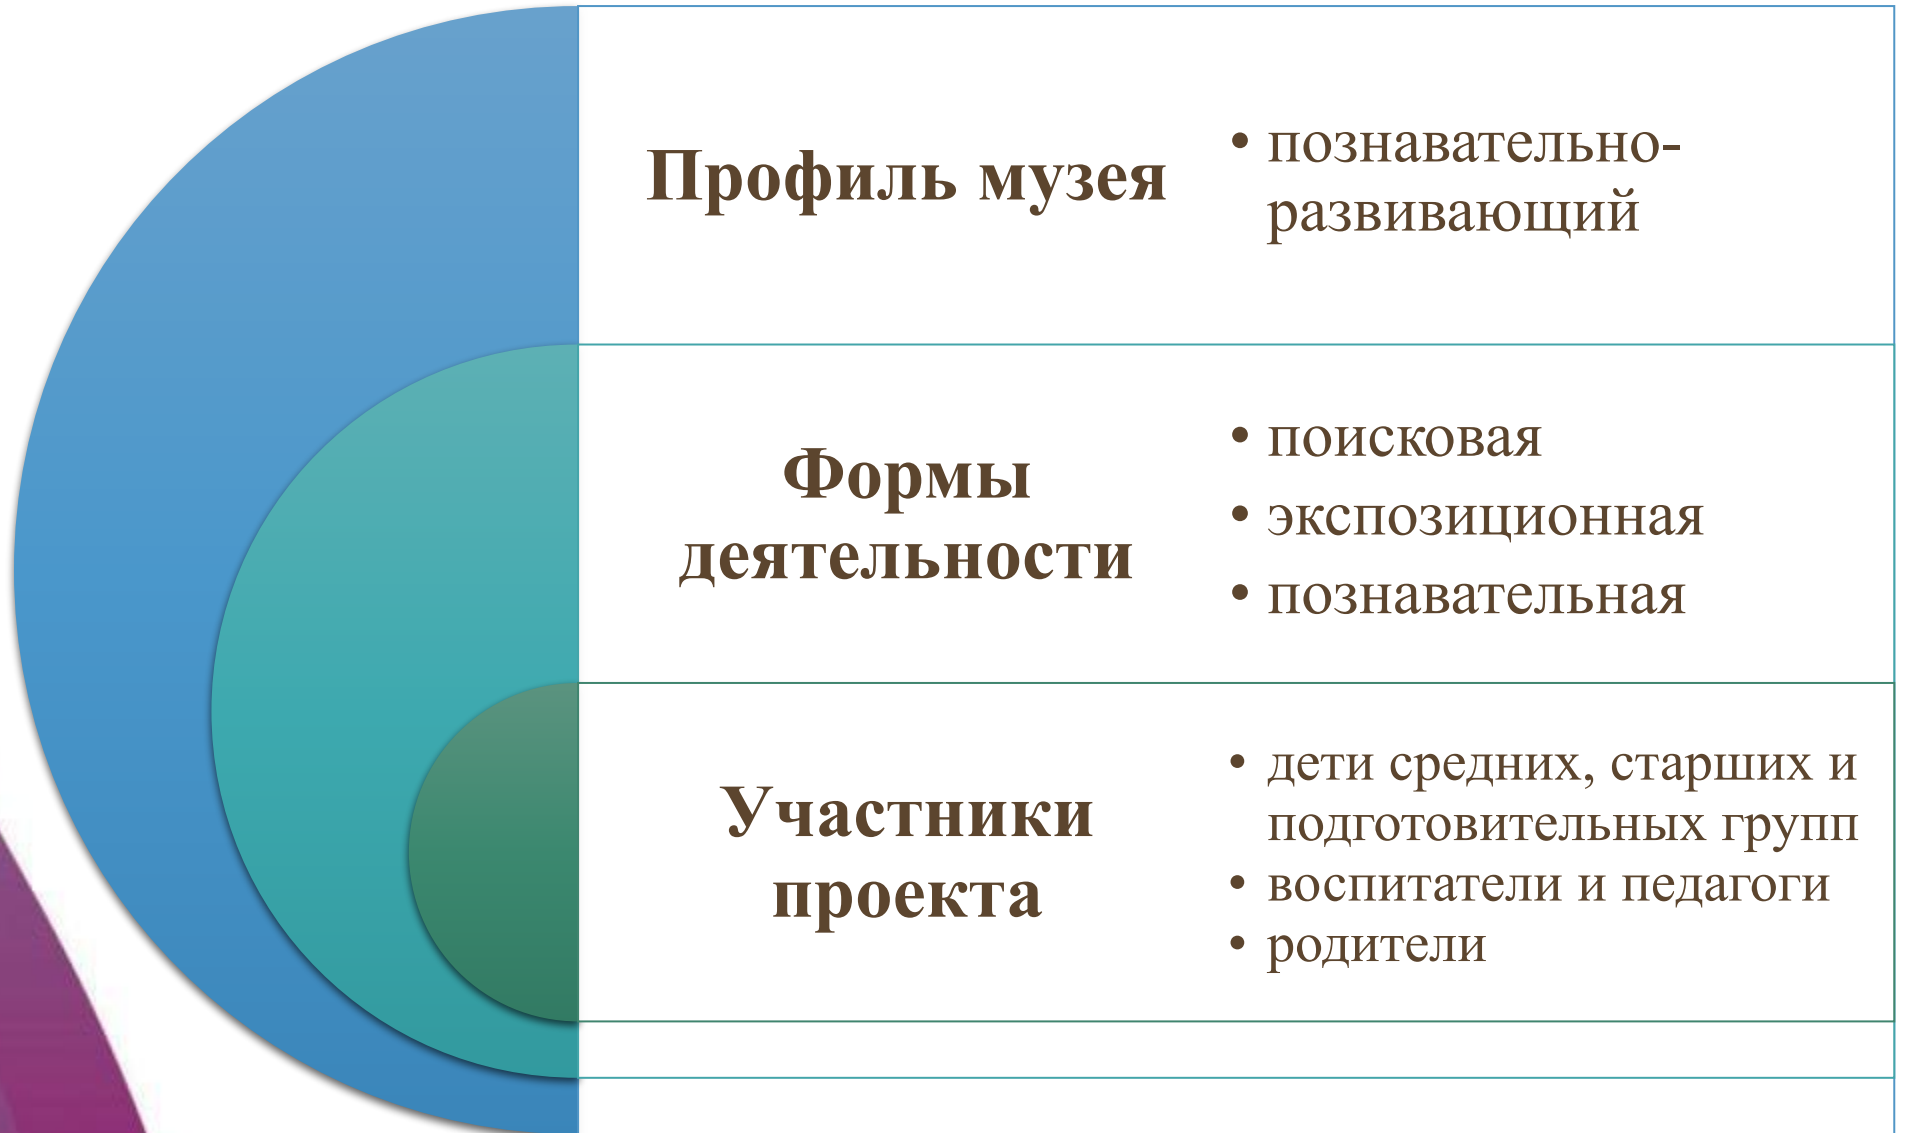 Профиль музея
• познавательно-
развивающий
Формы
деятельности
• поисковая
• экспозиционная
• познавательная
Участники
проекта
• дети средних, старших и
подготовительных групп
• воспитатели и педагоги
• родители